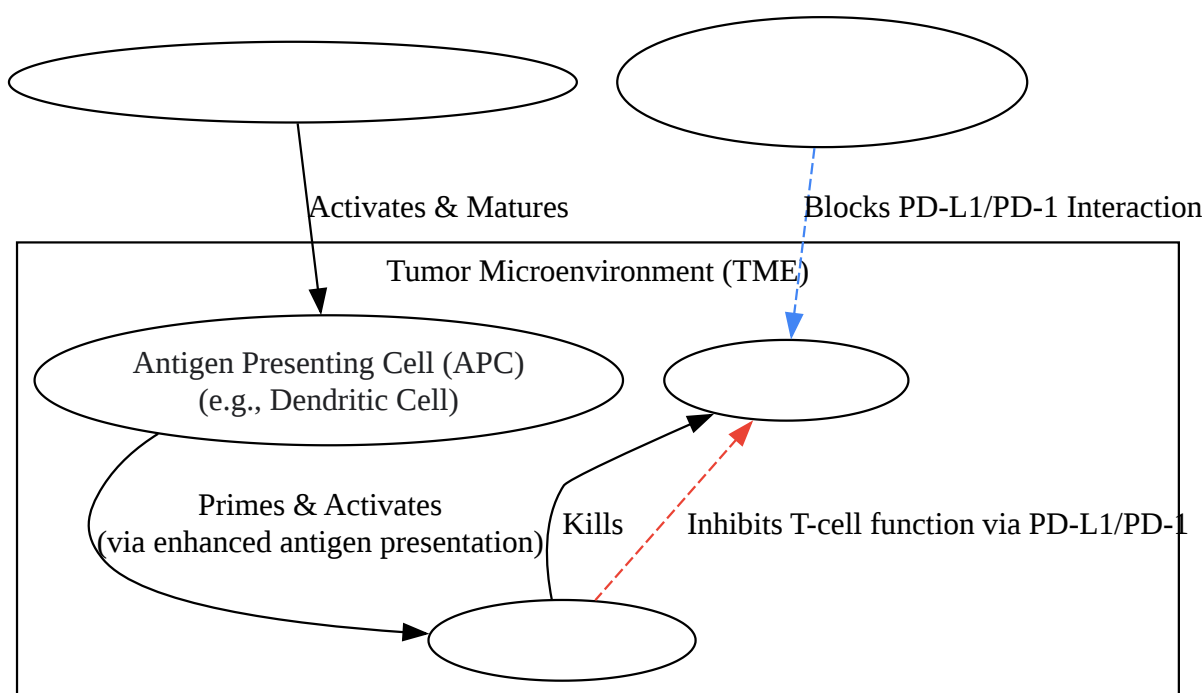 Activates & Matures
Blocks PD-L1/PD-1 Interaction
Tumor Microenvironment (TME)
Antigen Presenting Cell (APC)
(e.g., Dendritic Cell)
Primes & Activates
(via enhanced antigen presentation)
Kills
Inhibits T-cell function via PD-L1/PD-1